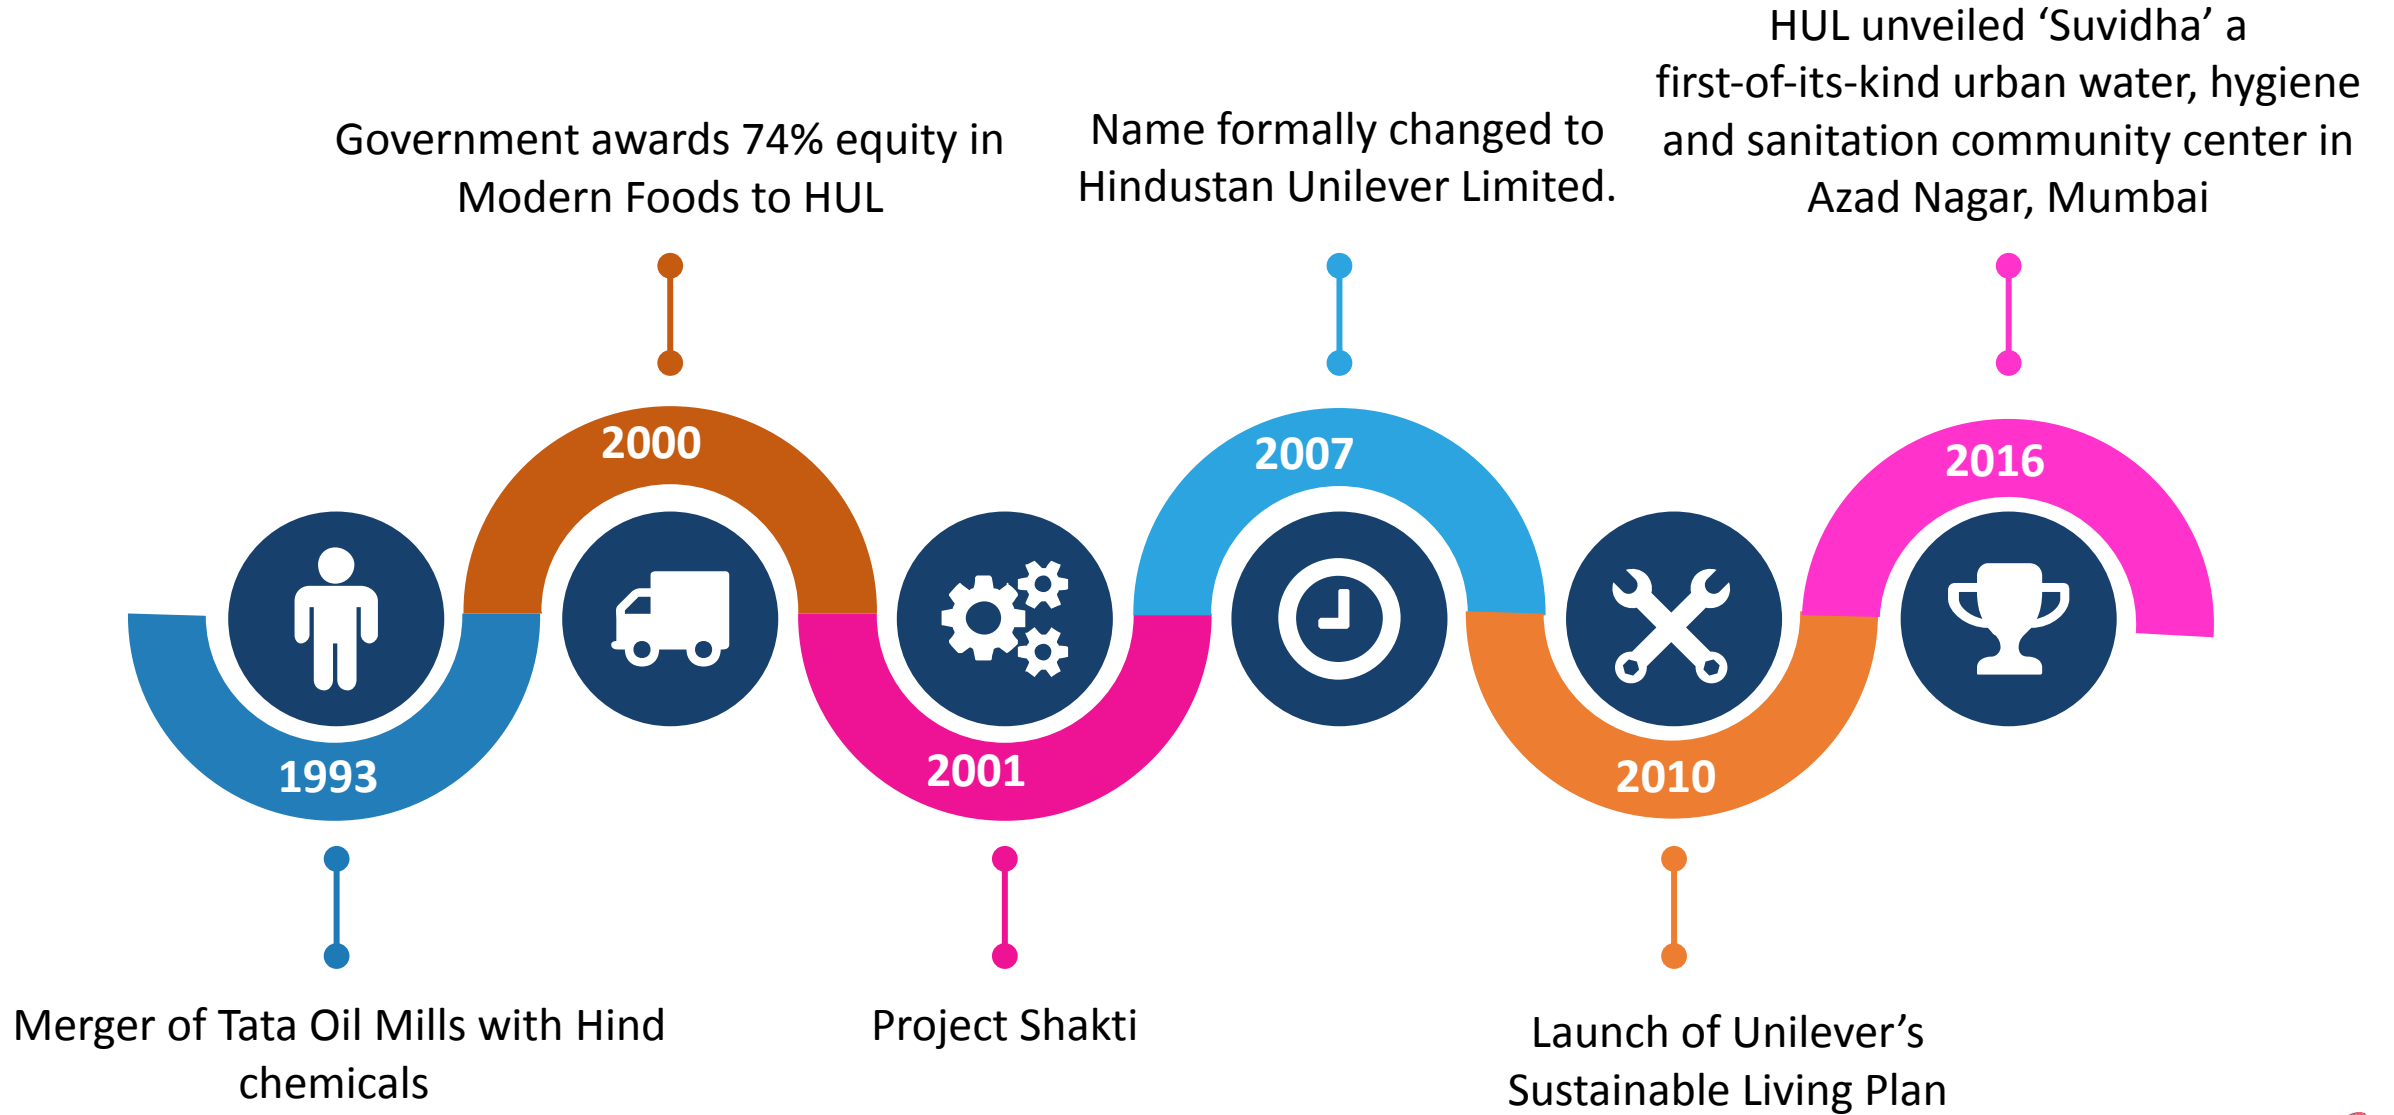 HUL unveiled ‘Suvidha’ a
first-of-its-kind urban water, hygiene
and sanitation community center in
Azad Nagar, Mumbai
Government awards 74% equity in
Modern Foods to HUL
Name formally changed to
Hindustan Unilever Limited.
2000
2007
2016
1993
2001
2010
Merger of Tata Oil Mills with Hind
chemicals
Project Shakti
Launch of Unilever’s
Sustainable Living Plan